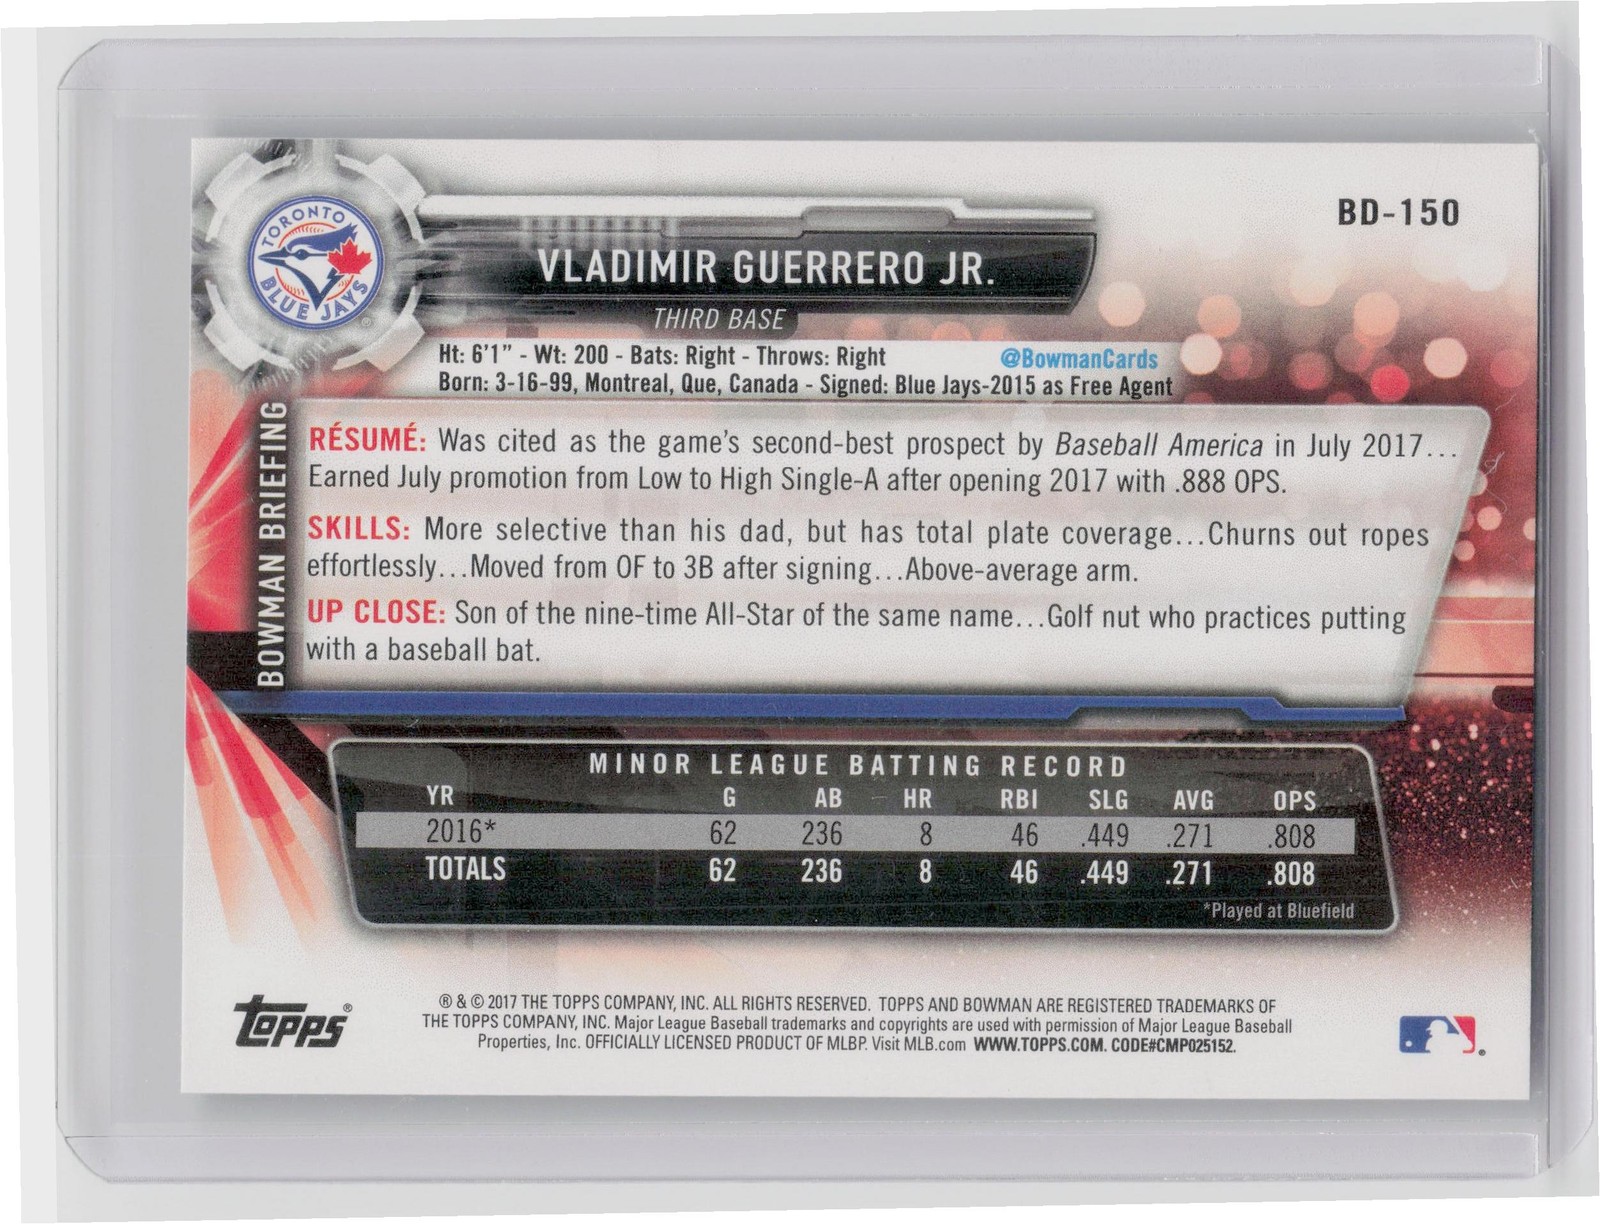 BD-150
TORONTO
BLUE JAYS
VLADIMIR GUERRERO JR.
THIRD BASE
Ht: 6'1" - Wt: 200 - Bats: Right - Throws: Right @BowmanCards
Born: 3-16-99, Montreal, Que, Canada - Signed: Blue Jays-2015 as Free Agent
BOWMAN BRIEFING
RÉSUMÉ: Was cited as the game's second-best prospect by Baseball America in July 2017...
Earned July promotion from Low to High Single-A after opening 2017 with .888 OPS.
SKILLS: More selective than his dad, but has total plate coverage...Churns out ropes
effortlessly...Moved from OF to 3B after signing...Above-average arm.
UP CLOSE: Son of the nine-time All-Star of the same name...Golf nut who practices putting
with a baseball bat.
MINOR LEAGUE BATTING RECORD
YR G AB HR RBI SLG AVG OPS
2016* 62 236 8 46 .449 .271 .808
TOTALS 62 236 8 46 .449 .271 .808
*Played at Bluefield
TOPPS®
® & © 2017 THE TOPPS COMPANY, INC. ALL RIGHTS RESERVED. TOPPS AND BOWMAN ARE REGISTERED TRADEMARKS OF
THE TOPPS COMPANY, INC. Major League Baseball trademarks and copyrights are used with permission of Major League Baseball
Properties, Inc. OFFICIALLY LICENSED PRODUCT OF MLBP. Visit MLB.com WWW.TOPPS.COM. CODE#CMP025152.